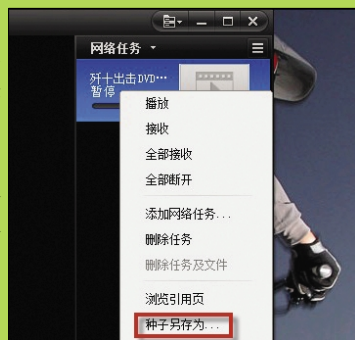 网络任务
歼十出击DVD…
暂停
播放
接收
全部接收
全部断开
添加网络任务...
删除任务
删除任务及文件
浏览引用页
种子另存为...